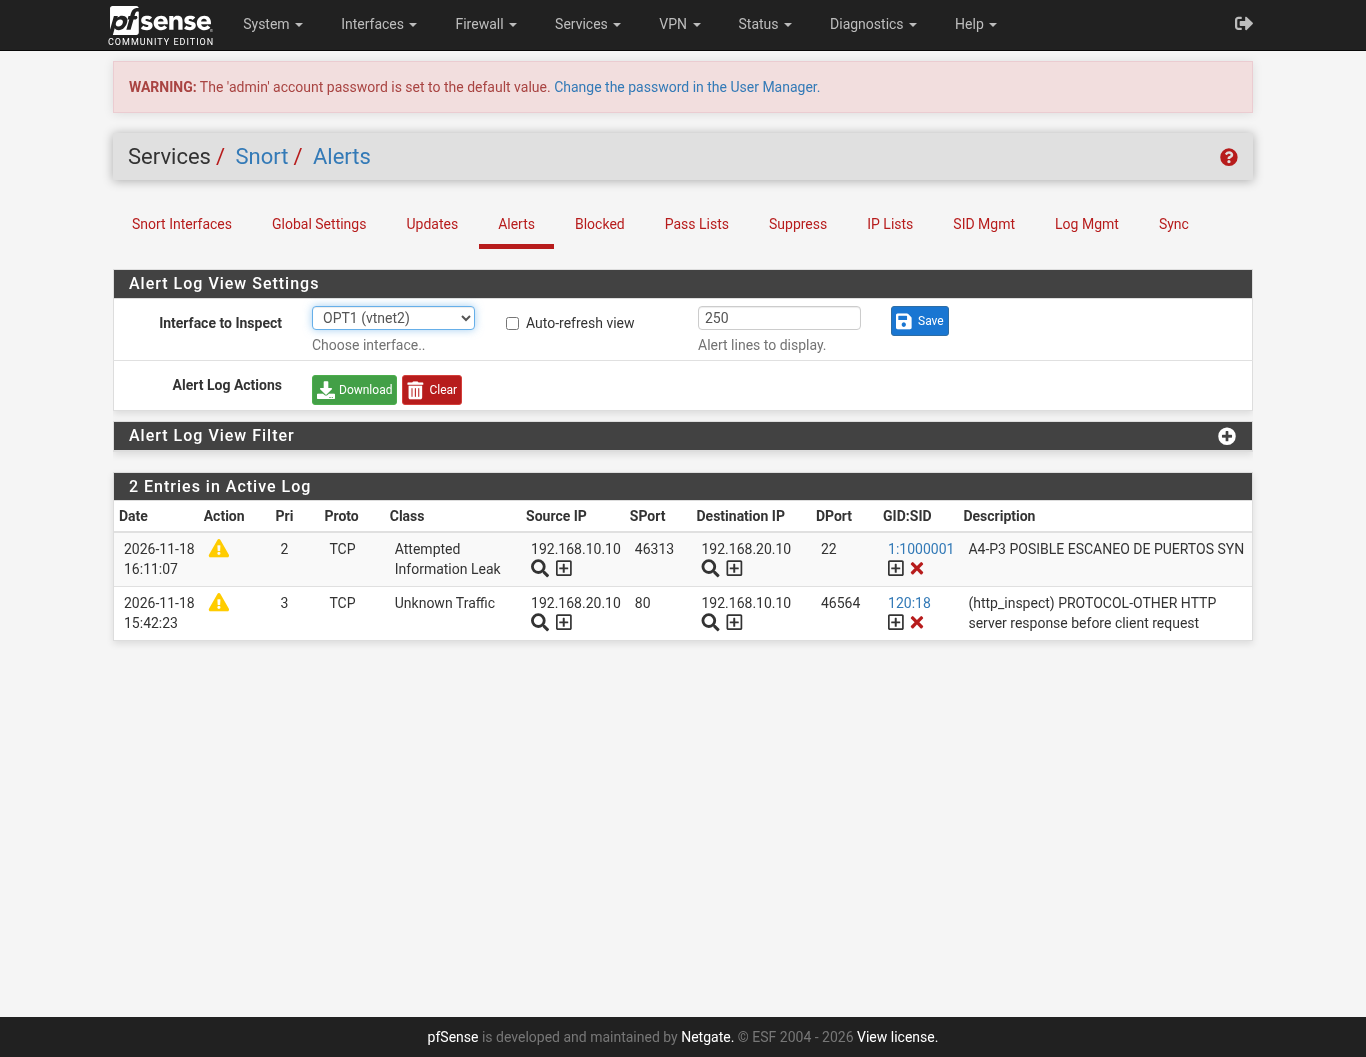 pfsense
COMMUNITY EDITION
System Interfaces Firewall Services VPN Status Diagnostics Help
WARNING: The 'admin' account password is set to the default value. Change the password in the User Manager.
Services / Snort / Alerts
Snort Interfaces Global Settings Updates Alerts Blocked Pass Lists Suppress IP Lists SID Mgmt Log Mgmt Sync
Alert Log View Settings
Interface to Inspect OPT1 (vtnet2) Auto-refresh view 250 Save
Choose interface.. Alert lines to display.
Alert Log Actions Download Clear
Alert Log View Filter
2 Entries in Active Log
Date Action Pri Proto Class Source IP SPort Destination IP DPort GID:SID Description
2026-11-18 2 TCP Attempted 192.168.10.10 46313 192.168.20.10 22 1:1000001 A4-P3 POSIBLE ESCANEO DE PUERTOS SYN
16:11:07 Information Leak
2026-11-18 3 TCP Unknown Traffic 192.168.20.10 80 192.168.10.10 46564 120:18 (http_inspect) PROTOCOL-OTHER HTTP
15:42:23 server response before client request
pfSense is developed and maintained by Netgate. © ESF 2004 - 2026 View license.